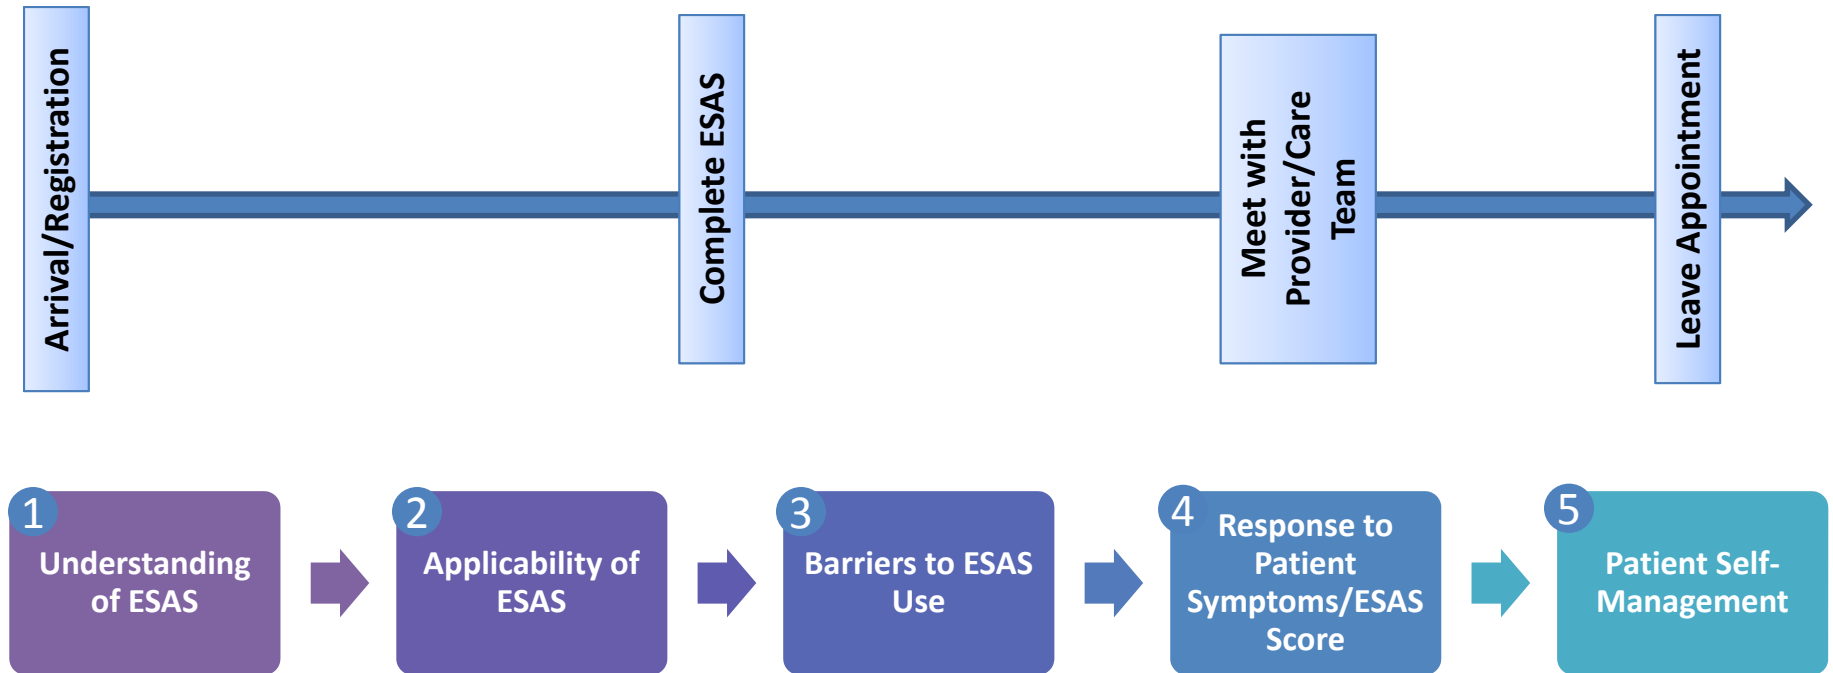 Arrival/Registration
Complete ESAS
Meet with
Provider/Care
Team
Leave Appointment
1
Understanding
of ESAS
2
Applicability of
ESAS
3
Barriers to ESAS
Use
4
Response to
Patient
Symptoms/ESAS
Score
5
Patient Self-
Management